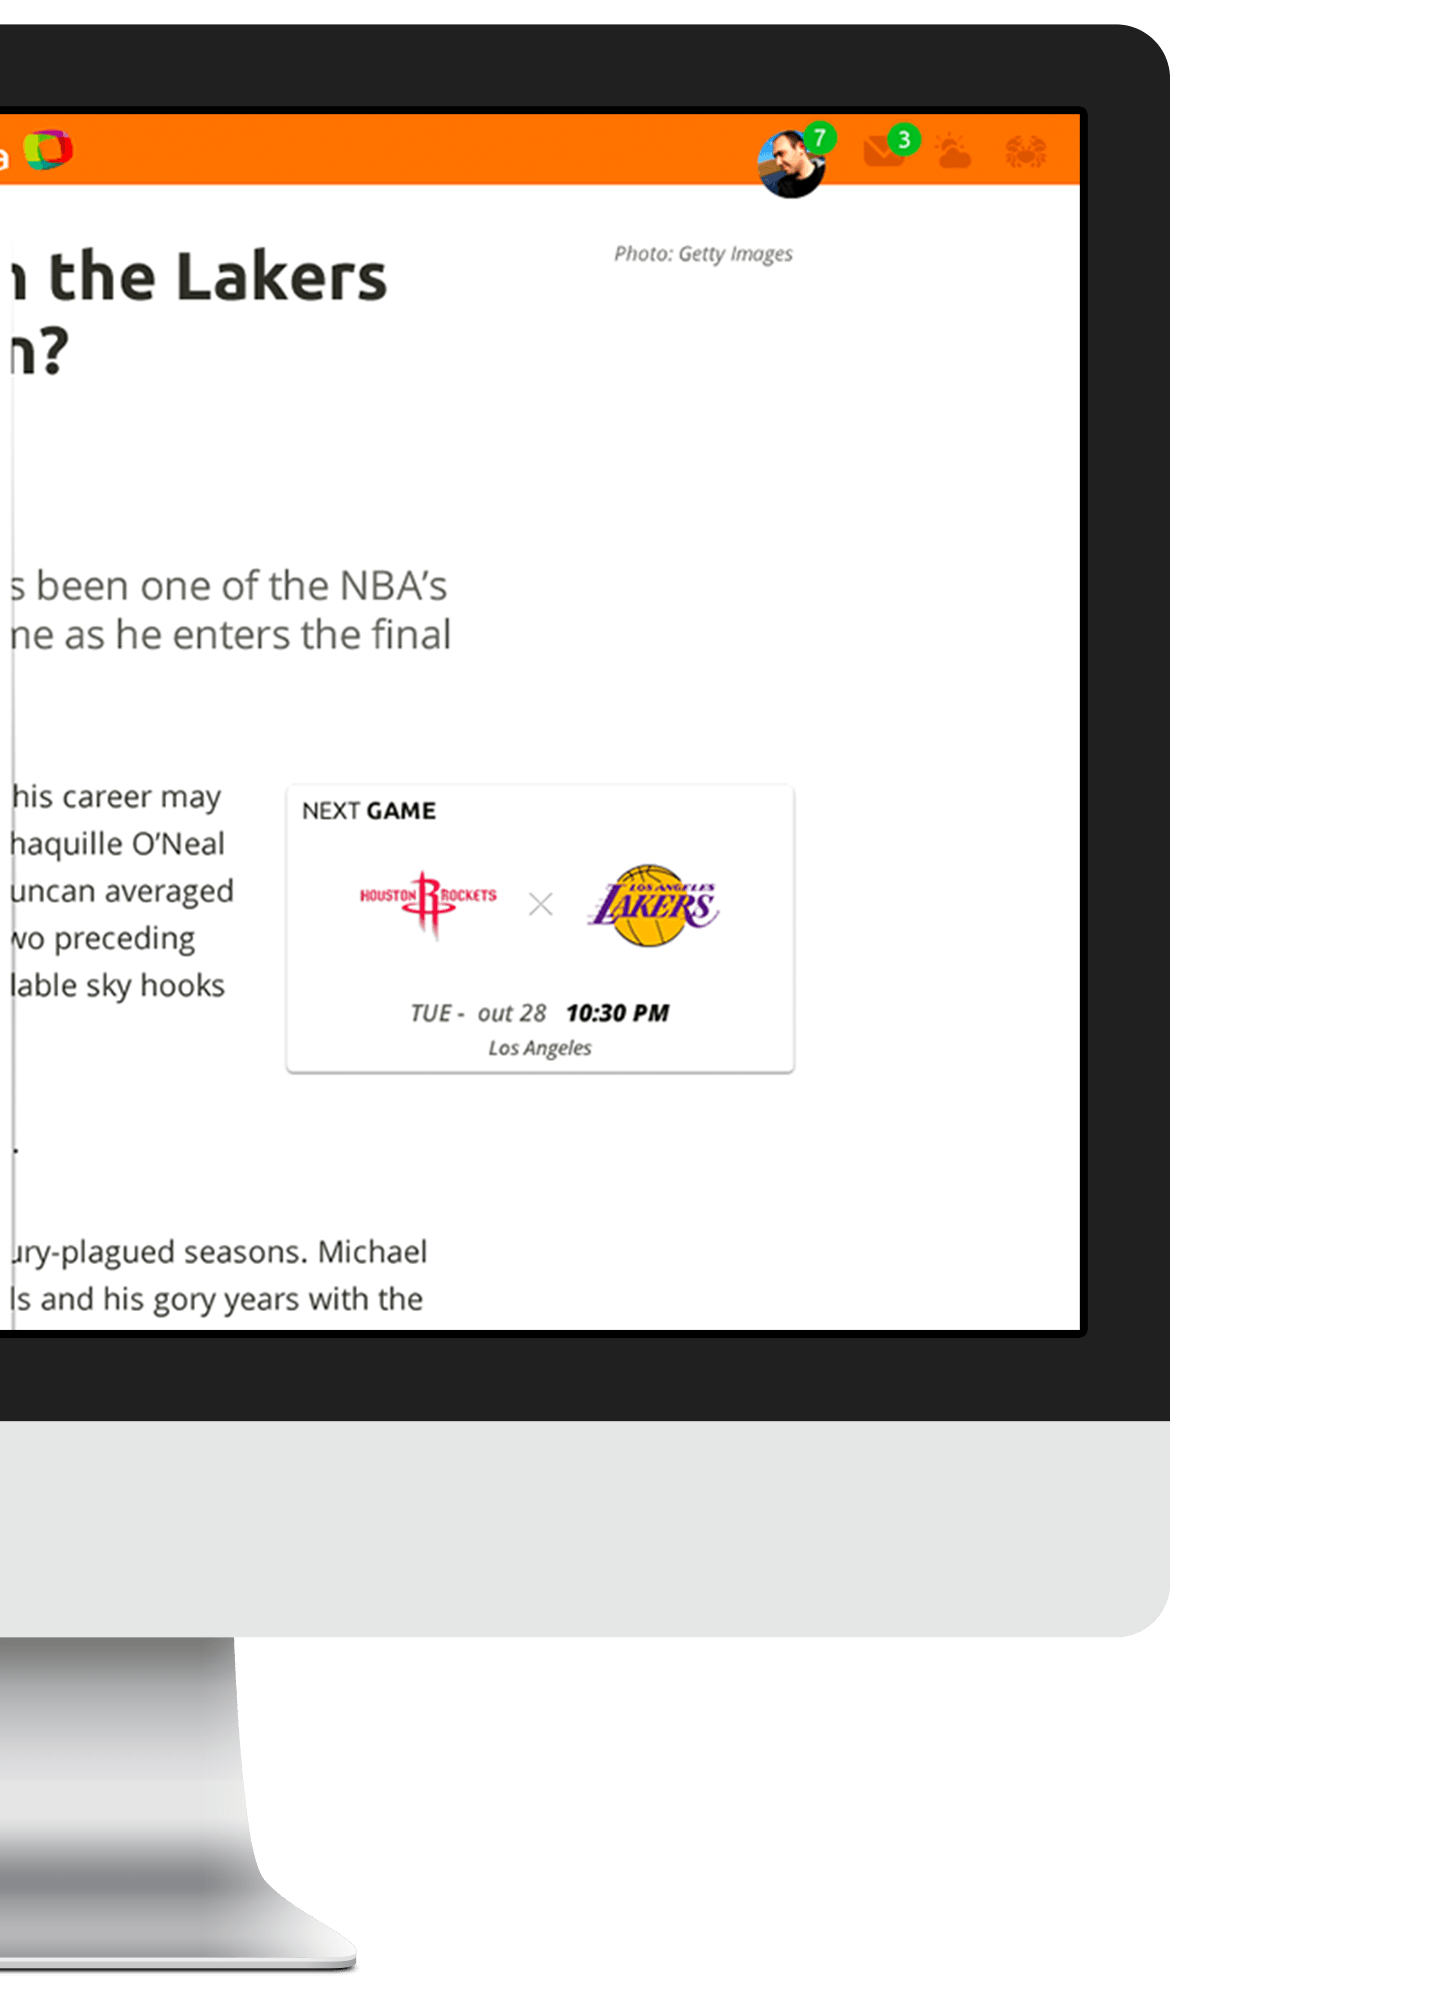 a
7
3
Photo: Getty Images
the Lakers
n?
s been one of the NBA’s
me as he enters the final
his career may
haquille O’Neal
uncan averaged
wo preceding
lable sky hooks
NEXT GAME
HOUSTON ROCKETS
×
LOS ANGELES
LAKERS
TUE - out 28 10:30 PM
Los Angeles
.
ury-plagued seasons. Michael
ls and his gory years with the